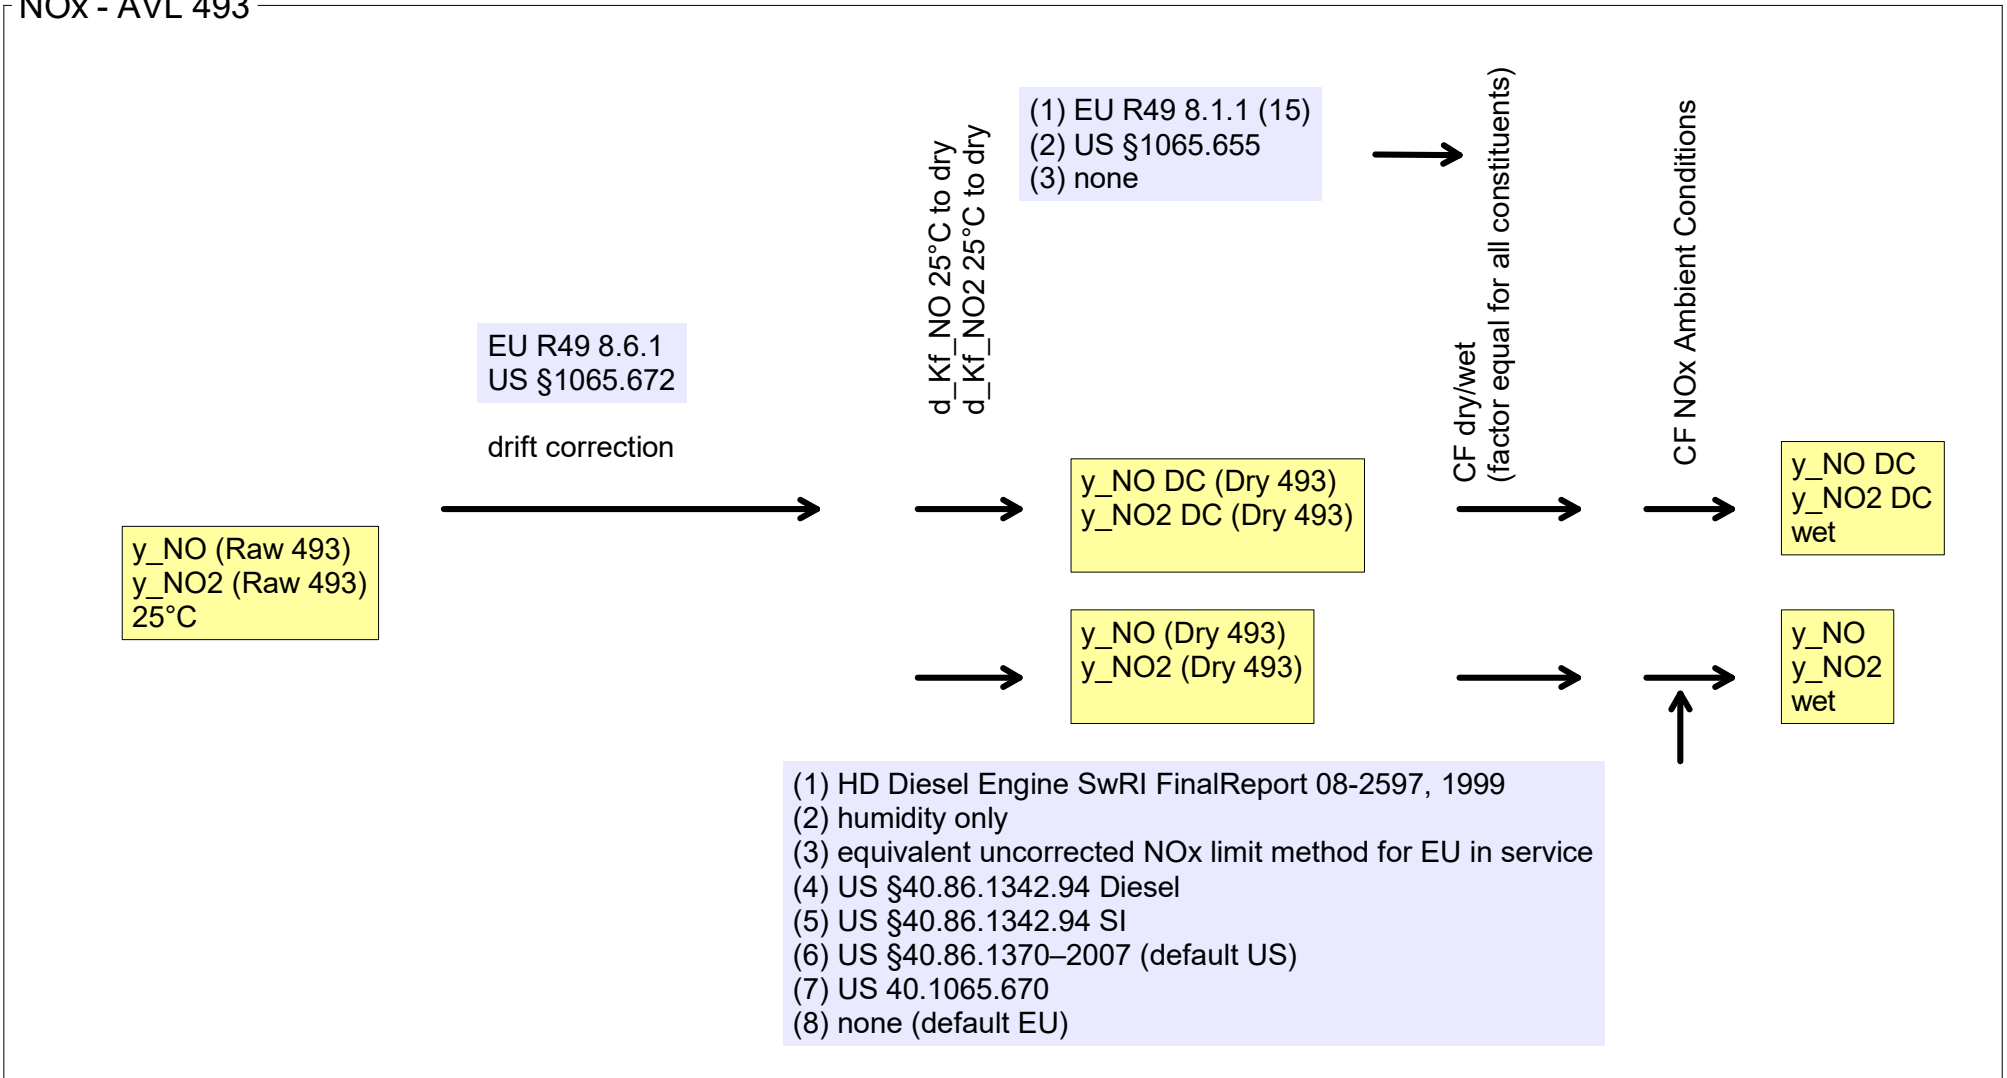 NOx - AVL 493
d_Kf_NO 25°C to dry
d_Kf_NO2 25°C to dry
(1) EU R49 8.1.1 (15)
(2) US §1065.655
(3) none
CF dry/wet
(factor equal for all constituents)
CF NOx Ambient Conditions
EU R49 8.6.1
US §1065.672
drift correction
y_NO (Raw 493)
y_NO2 (Raw 493)
25°C
y_NO DC (Dry 493)
y_NO2 DC (Dry 493)
y_NO DC
y_NO2 DC
wet
y_NO (Dry 493)
y_NO2 (Dry 493)
y_NO
y_NO2
wet
(1) HD Diesel Engine SwRI FinalReport 08-2597, 1999
(2) humidity only
(3) equivalent uncorrected NOx limit method for EU in service
(4) US §40.86.1342.94 Diesel
(5) US §40.86.1342.94 SI
(6) US §40.86.1370–2007 (default US)
(7) US 40.1065.670
(8) none (default EU)